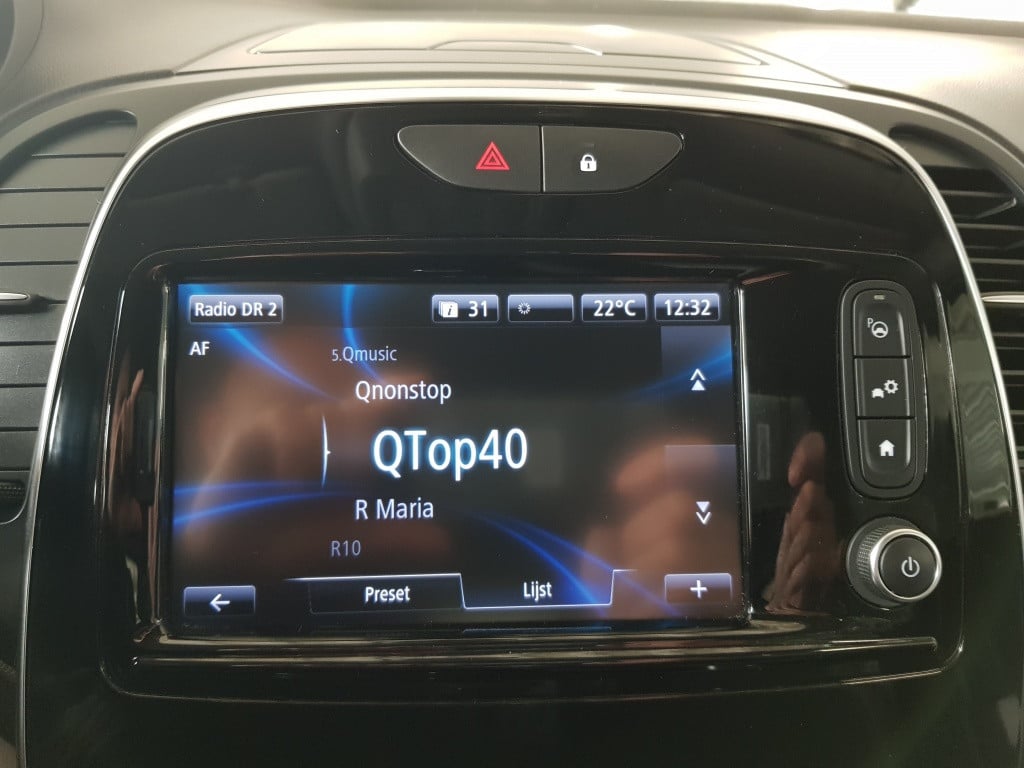 Radio DR 2
i 31
22°C
12:32
AF
5.Qmusic
Qnonstop
QTop40
R Maria
R10
Preset
Lijst
+
P